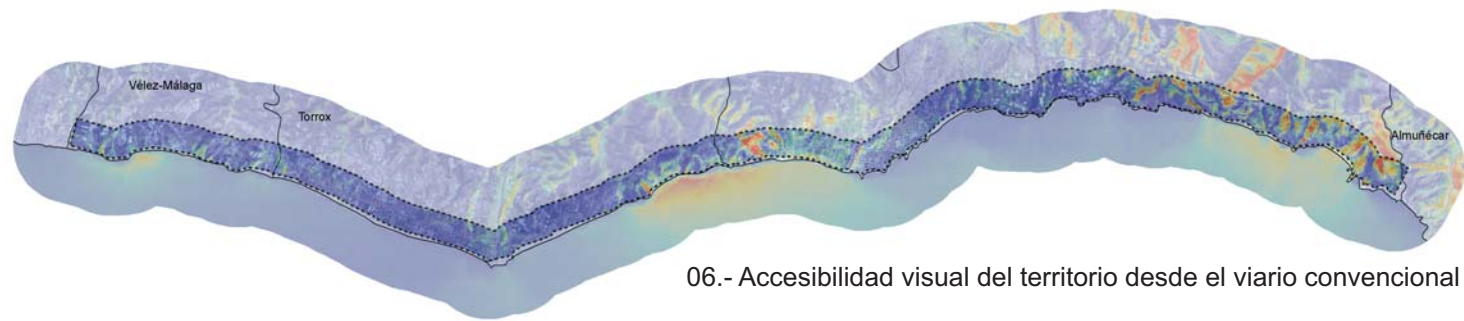 Vélez-Málaga
Torrox
Almuñécar
06.- Accesibilidad visual del territorio desde el viario convencional